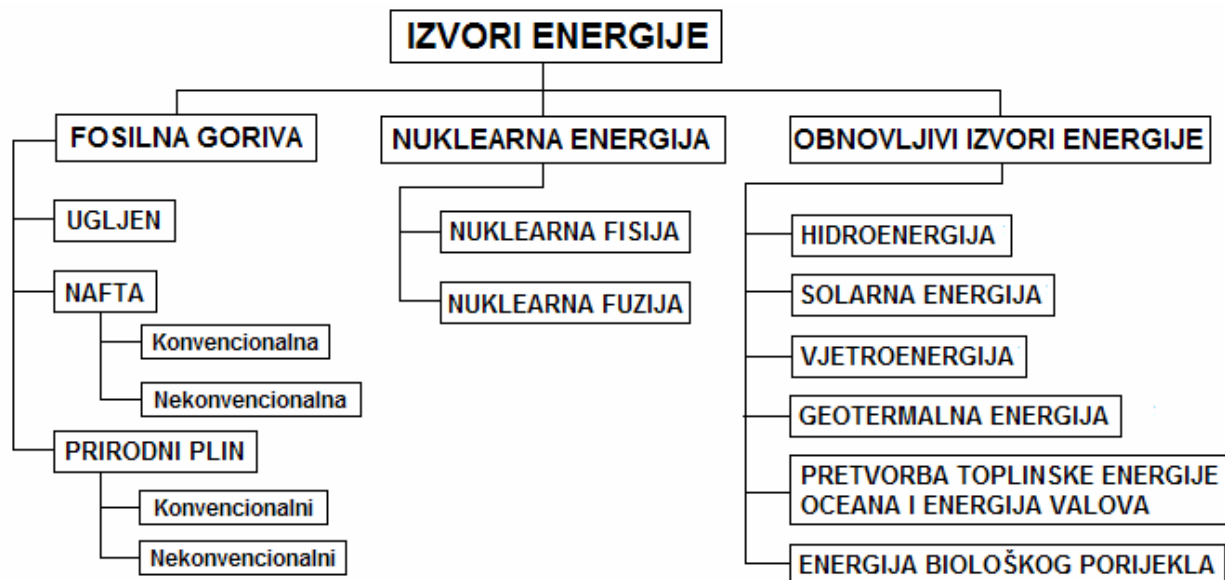 IZVORI ENERGIJE
FOSILNA GORIVA
UGLJEN
NAFTA
Konvencionalna
Nekonvencionalna
PRIRODNI PLIN
Konvencionalni
Nekonvencionalni
NUKLEARNA ENERGIJA
NUKLEARNA FISIJA
NUKLEARNA FUZIJA
OBNOVLJIVI IZVORI ENERGIJE
HIDROENERGIJA
SOLARNA ENERGIJA
VJETROENERGIJA
GEOTERMALNA ENERGIJA
PRETVORBA TOPLINSKE ENERGIJE
OCEANA I ENERGIJA VALOVA
ENERGIJA BIOLOŠKOG PORIJEKLA